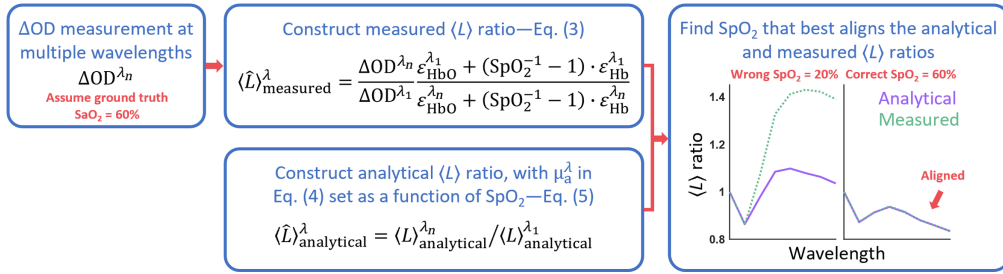 ΔOD measurement at
multiple wavelengths
ΔOD^λn
Assume ground truth
SaO₂ = 60%
Construct measured ⟨L⟩ ratio—Eq. (3)
⟨L̂⟩^λ_measured = ΔOD^λn/ΔOD^λ1 · ε^λ1_HbO + (SpO₂⁻¹ − 1) · ε^λ1_Hb / ε^λn_HbO + (SpO₂⁻¹ − 1) · ε^λn_Hb
Construct analytical ⟨L⟩ ratio, with μ^λ_a in
Eq. (4) set as a function of SpO₂—Eq. (5)
⟨L̂⟩^λ_analytical = ⟨L⟩^λn_analytical/⟨L⟩^λ1_analytical
Find SpO₂ that best aligns the analytical
and measured ⟨L⟩ ratios
Wrong SpO₂ = 20%
Correct SpO₂ = 60%
1.4
1.2
1
0.8
⟨L⟩ ratio
Analytical
Measured
Aligned
Wavelength